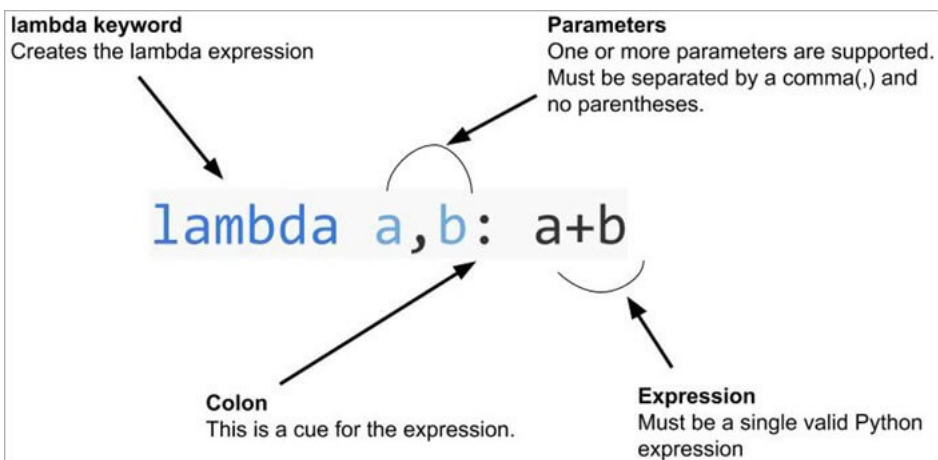 lambda keyword
Creates the lambda expression
Parameters
One or more parameters are supported.
Must be separated by a comma(,) and
no parentheses.
lambda a,b: a+b
Colon
This is a cue for the expression.
Expression
Must be a single valid Python
expression